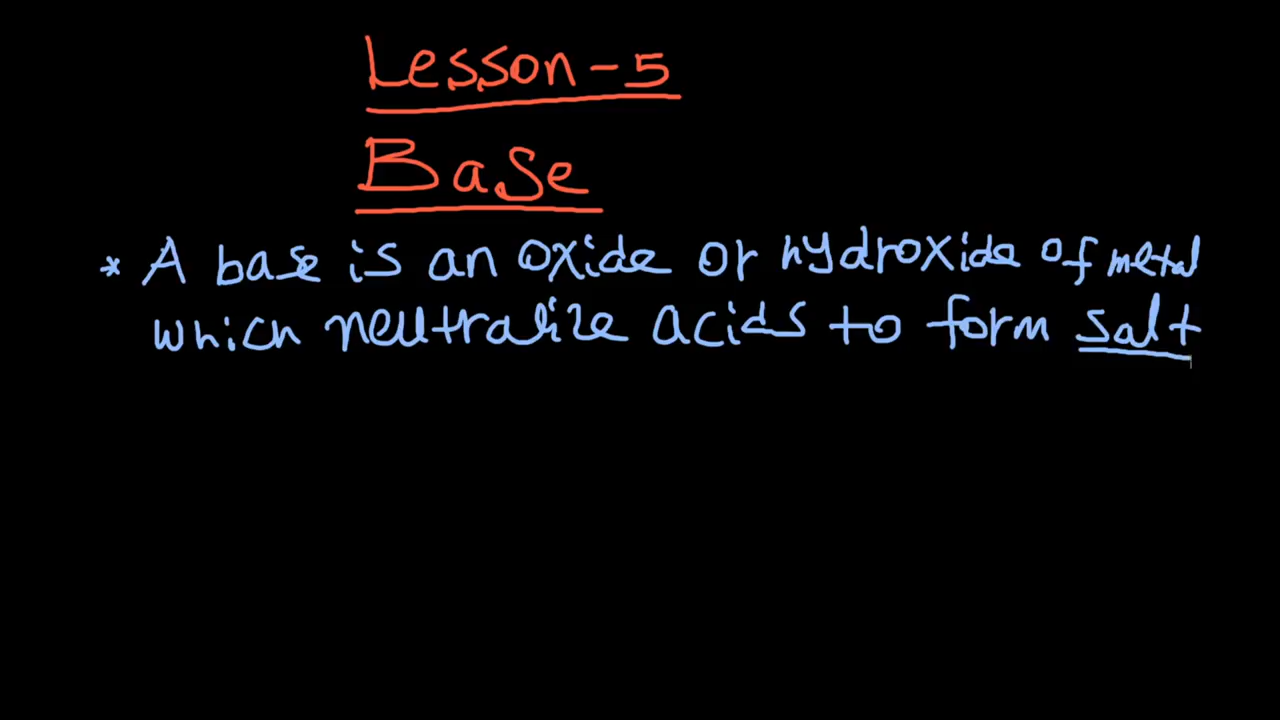 Lesson - 5
Base
* A base is an oxide or hydroxide of metal
which neutralize acids to form salt